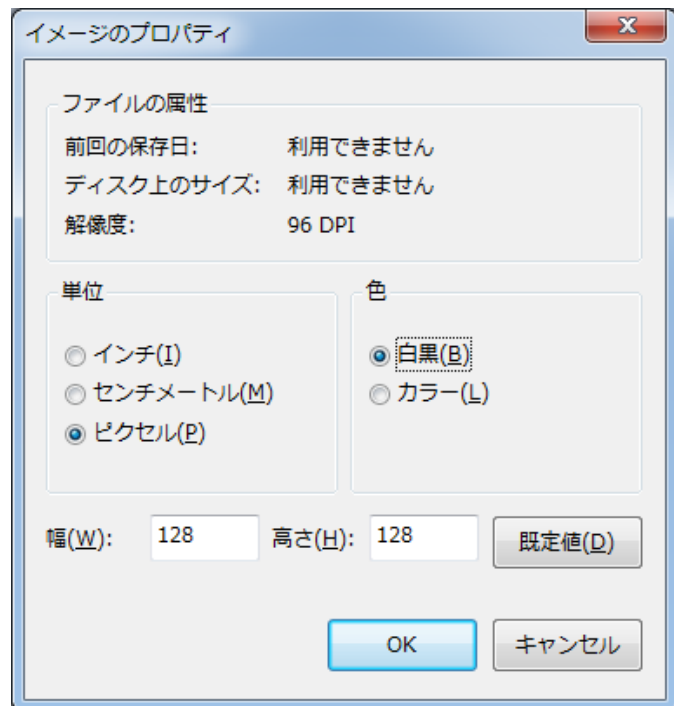 イメージのプロパティ
ファイルの属性
前回の保存日: 利用できません
ディスク上のサイズ: 利用できません
解像度: 96 DPI
単位
インチ(I)
センチメートル(M)
ピクセル(P)
色
白黒(B)
カラー(L)
幅(W): 128 高さ(H): 128 既定値(D)
OK キャンセル